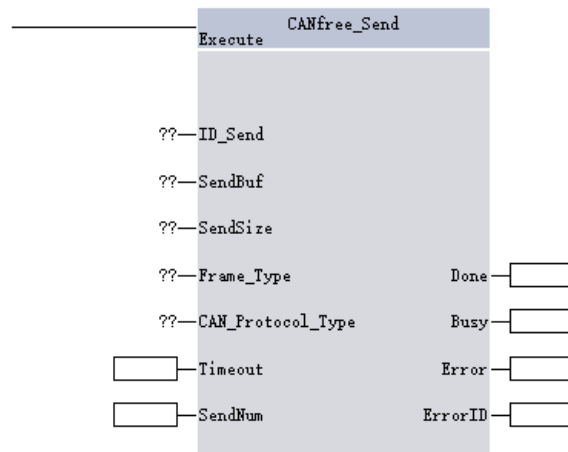 CANfree_Send
Execute
??ID_Send
??SendBuf
??SendSize
??Frame_Type Done
??CAN_Protocol_Type Busy
Timeout Error
SendNum ErrorID